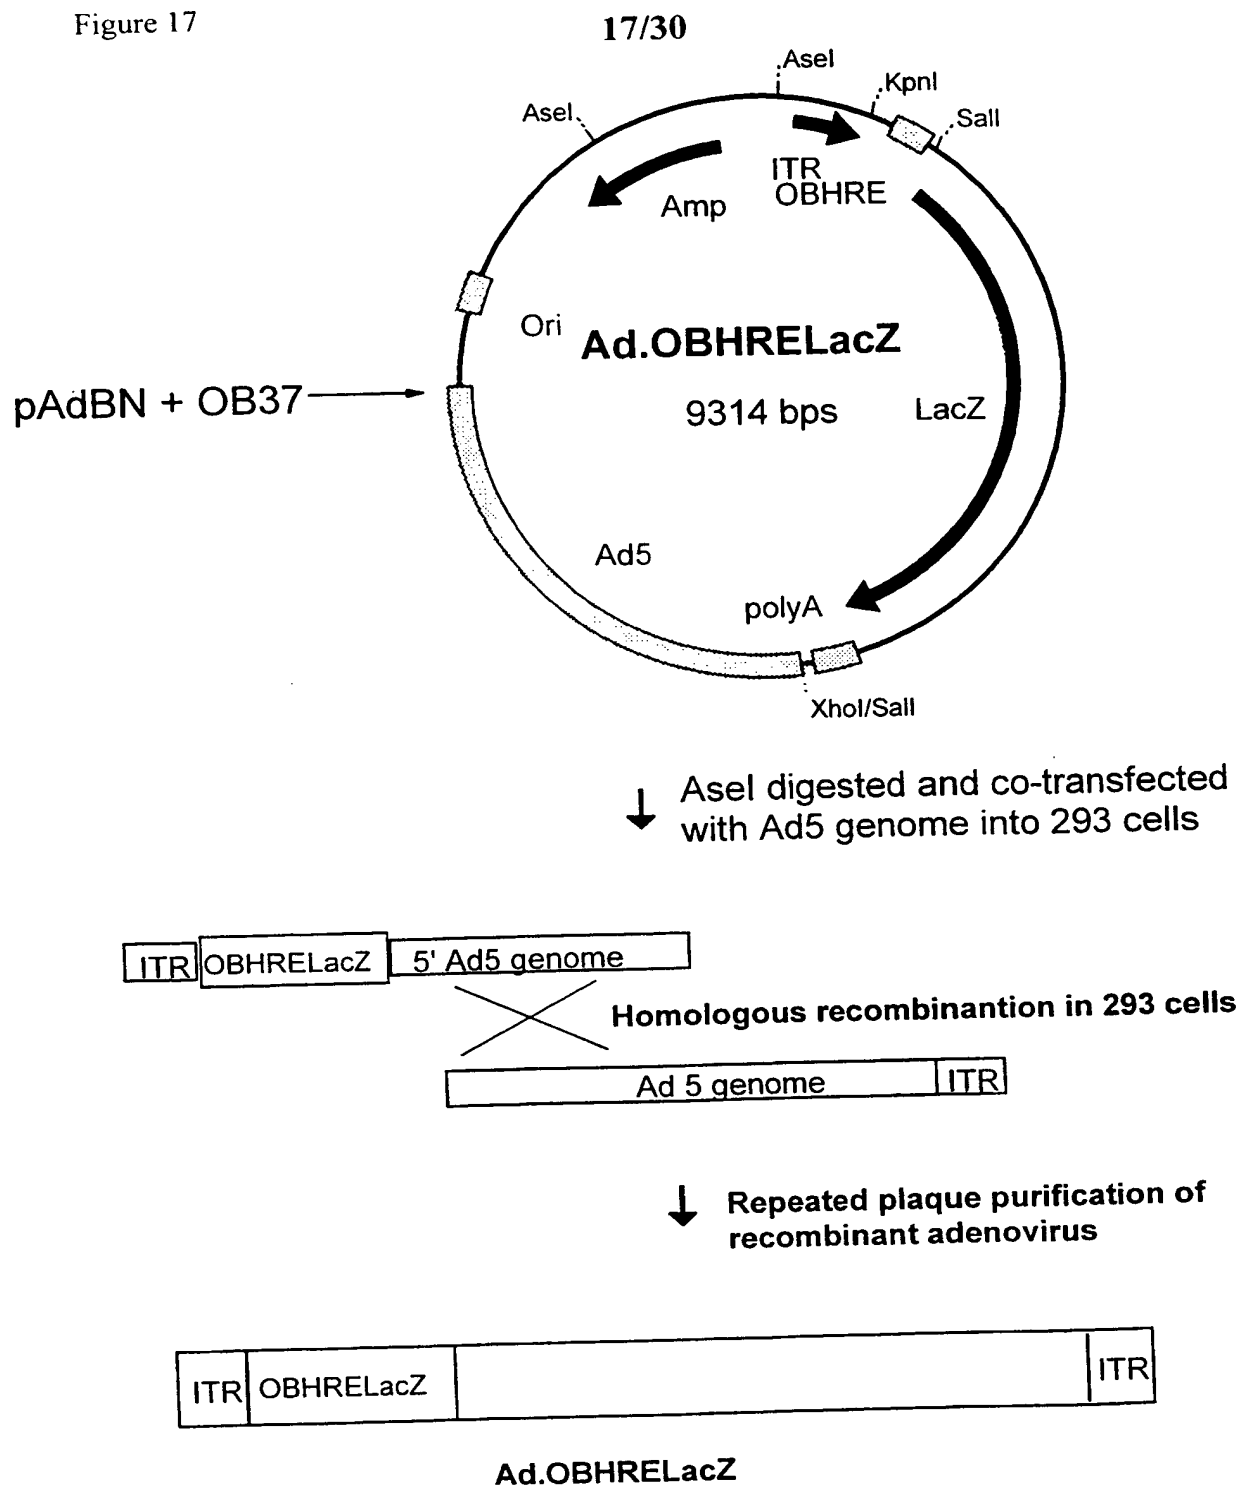 Figure 17
17/30
AseI
KpnI
AseI
SalI
ITR
OBHRE
Amp
Ori
Ad.OBHRELacZ
pAdBN + OB37
9314 bps
LacZ
Ad5
polyA
XhoI/SalI
AseI digested and co-transfected
with Ad5 genome into 293 cells
ITR OBHRELacZ 5' Ad5 genome
Homologous recombinantion in 293 cells
Ad 5 genome ITR
Repeated plaque purification of
recombinant adenovirus
ITR OBHRELacZ ITR
Ad.OBHRELacZ